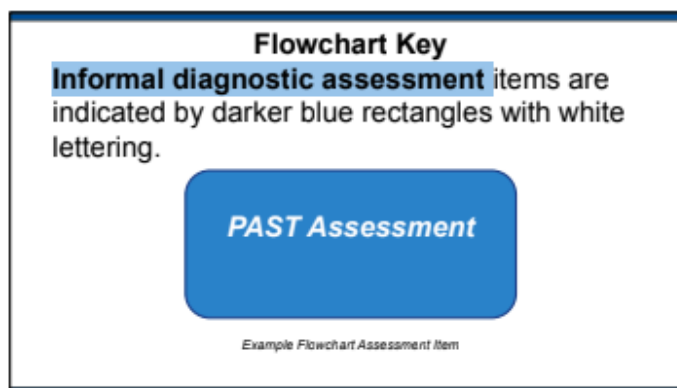 Flowchart Key
Informal diagnostic assessment items are
indicated by darker blue rectangles with white
lettering.
PAST Assessment
Example Flowchart Assessment Item